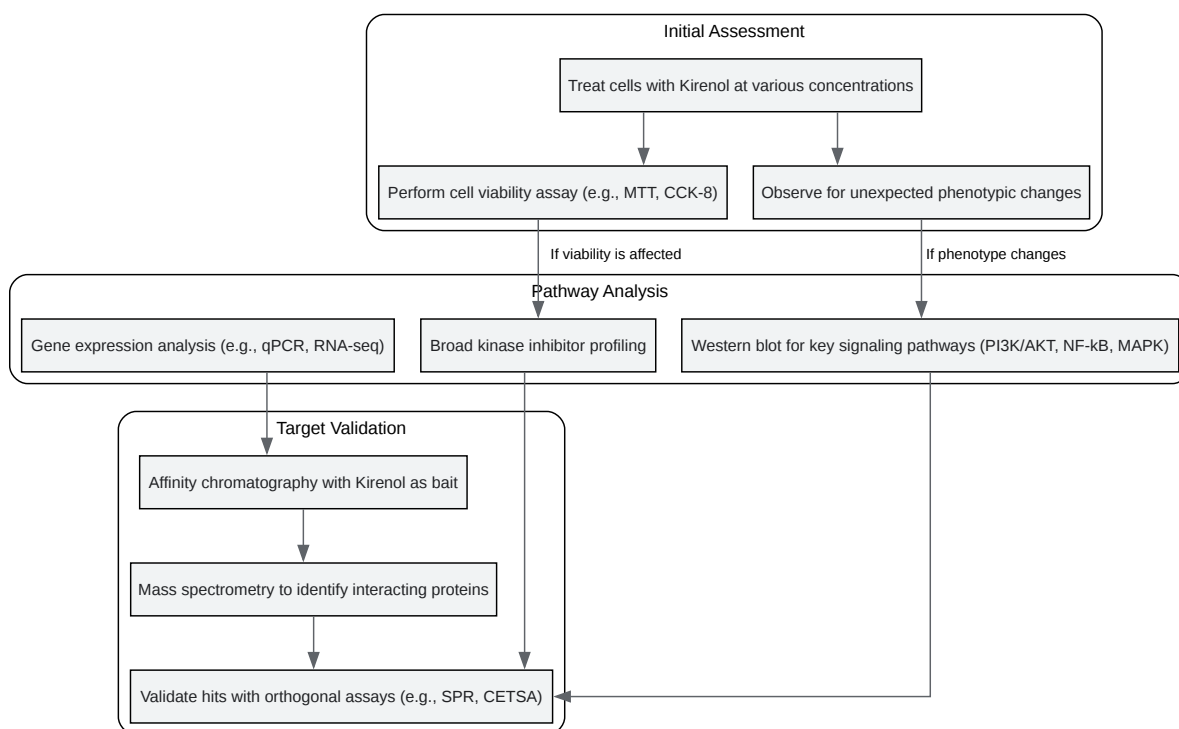 Initial Assessment
Treat cells with Kirenol at various concentrations
Perform cell viability assay (e.g., MTT, CCK-8)
Observe for unexpected phenotypic changes
If viability is affected
If phenotype changes
Pathway Analysis
Gene expression analysis (e.g., qPCR, RNA-seq)
Broad kinase inhibitor profiling
Western blot for key signaling pathways (PI3K/AKT, NF-kB, MAPK)
Target Validation
Affinity chromatography with Kirenol as bait
Mass spectrometry to identify interacting proteins
Validate hits with orthogonal assays (e.g., SPR, CETSA)